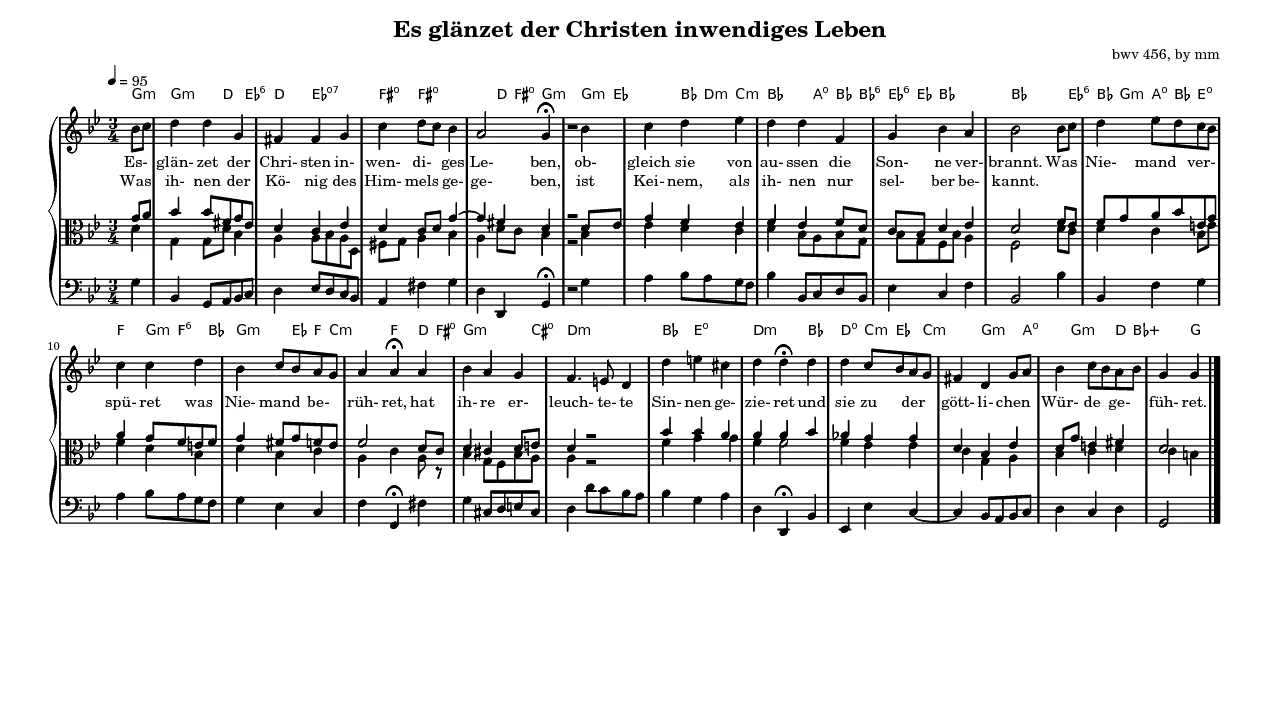 Es glänzet der Christen inwendiges Leben
bwv 456, by mm
= 95
Gm Gm D E♭6 D E♭o7 F♯o F♯o D F♯o Gm Gm E♭ B♭ Dm Cm B♭ Ao B♭ B♭6 E♭6 E♭ B♭ B♭ E♭6 B♭ Gm Ao B♭ Eo
3 4
Es- glän- zet der Chri- sten in- wen- di- ges Le- ben, ob- gleich sie von au- ssen die Son- ne ver- brannt. Was Nie- mand ver-
Was ih- nen der Kö- nig des Him- mels ge- ge- ben, ist Kei- nem, als ih- nen nur sel- ber be- kannt.
3 4
3 4
F Gm F6 B♭ Gm E♭ F Cm F D F♯o Gm C♯o Dm B♭ Eo Dm B♭ Do Cm E♭ Cm Gm Ao Gm D B♭+ G
10
spü- ret was Nie- mand be- rüh- ret, hat ih- re er- leuch- te- te Sin- nen ge- zie- ret und sie zu der gött- li- chen Wür- de ge- füh- ret.